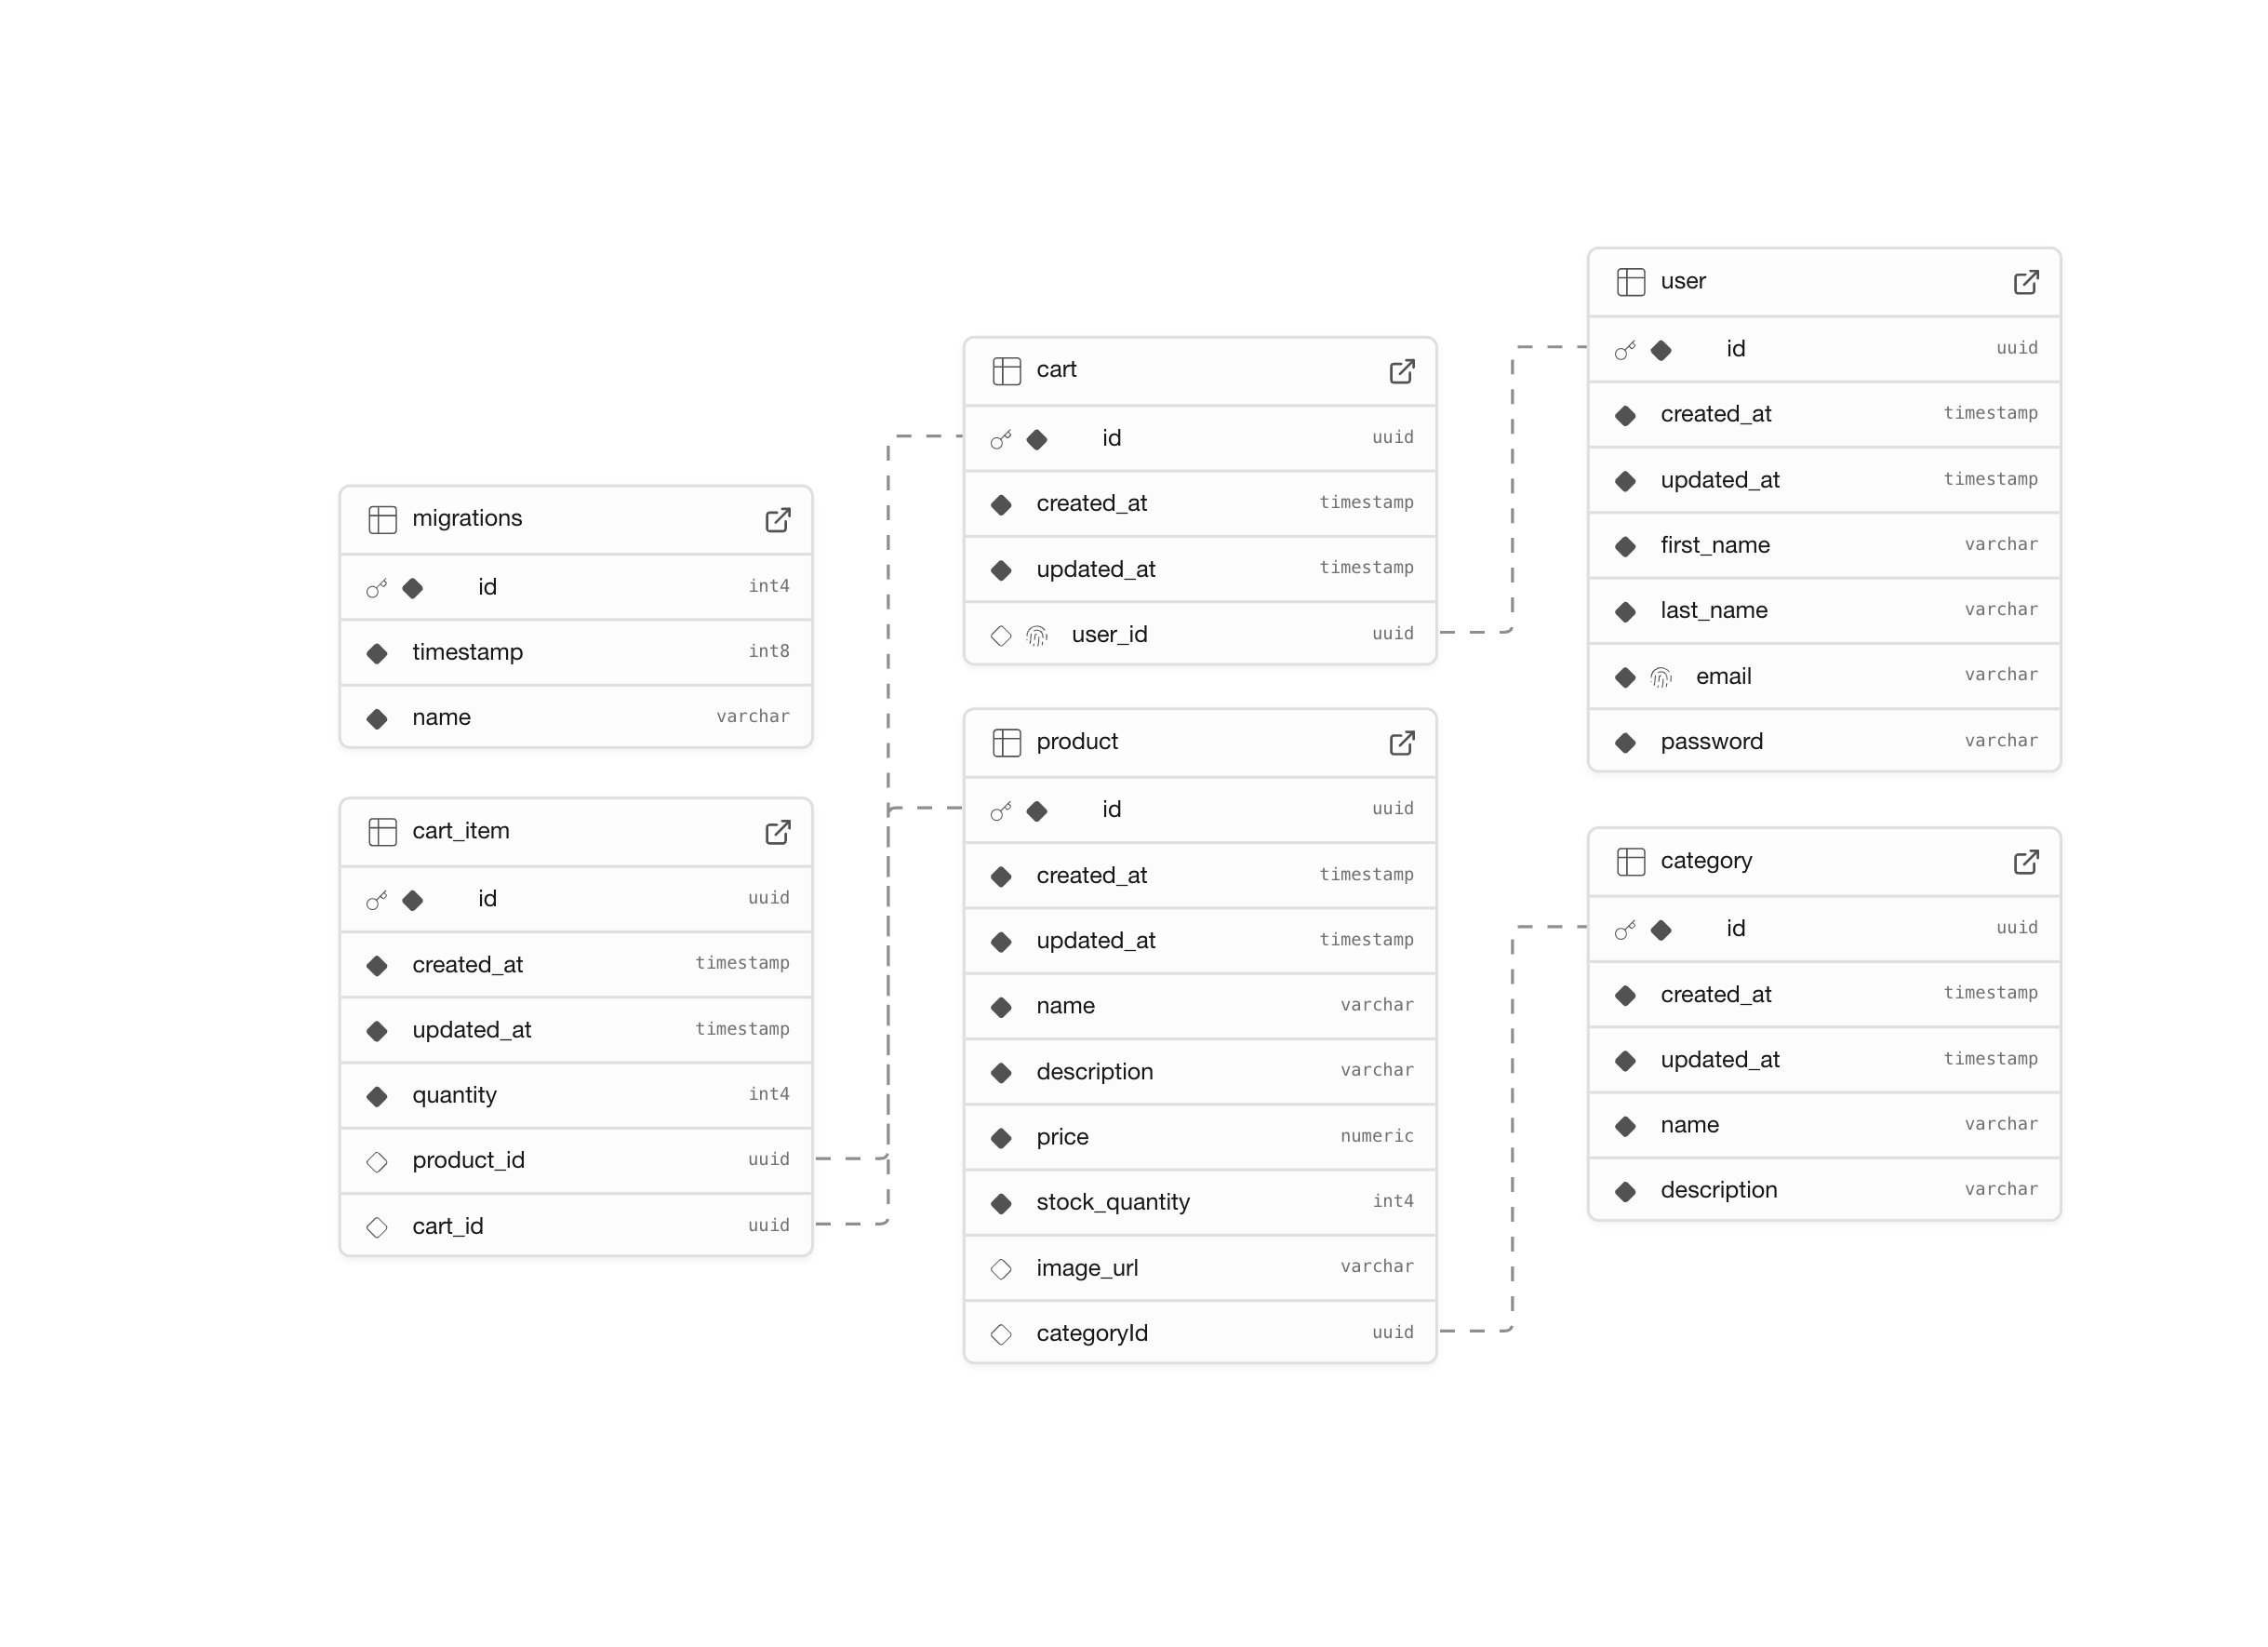 migrations
id int4
timestamp int8
name varchar
cart_item
id uuid
created_at timestamp
updated_at timestamp
quantity int4
product_id uuid
cart_id uuid
cart
id uuid
created_at timestamp
updated_at timestamp
user_id uuid
product
id uuid
created_at timestamp
updated_at timestamp
name varchar
description varchar
price numeric
stock_quantity int4
image_url varchar
categoryId uuid
user
id uuid
created_at timestamp
updated_at timestamp
first_name varchar
last_name varchar
email varchar
password varchar
category
id uuid
created_at timestamp
updated_at timestamp
name varchar
description varchar